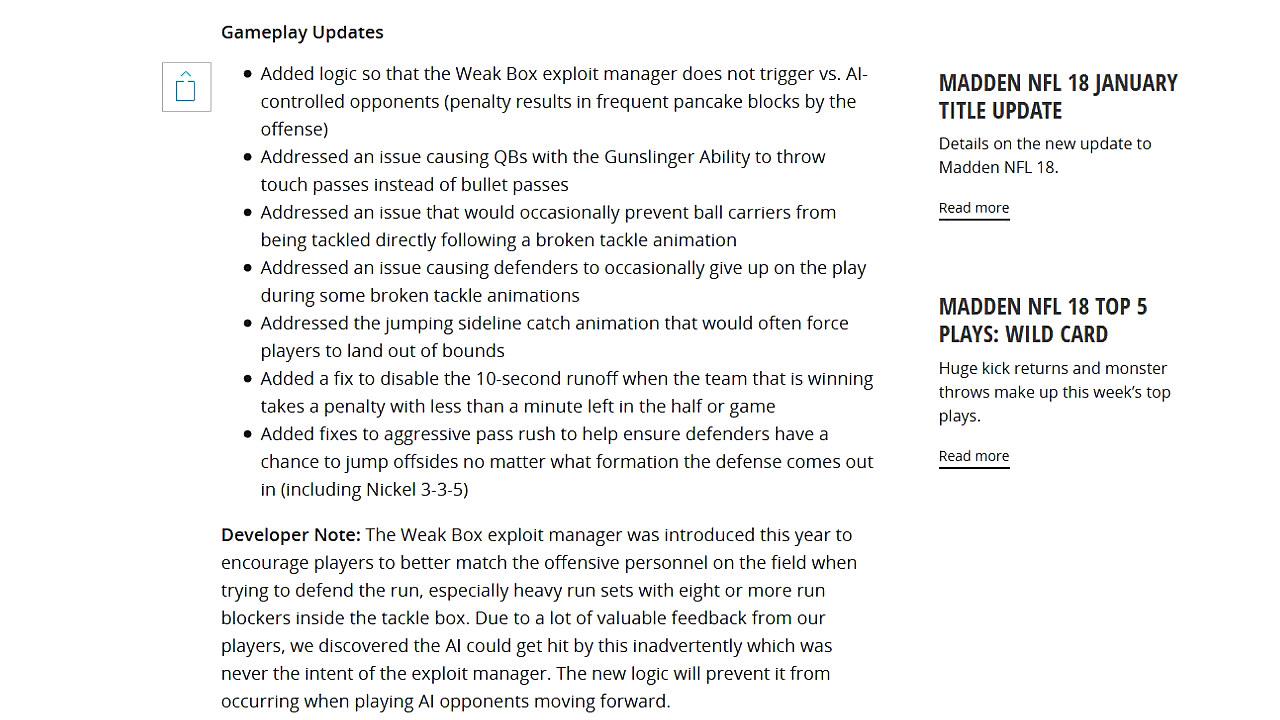 Gameplay Updates
Added logic so that the Weak Box exploit manager does not trigger vs. AI-
controlled opponents (penalty results in frequent pancake blocks by the
offense)
Addressed an issue causing QBs with the Gunslinger Ability to throw
touch passes instead of bullet passes
Addressed an issue that would occasionally prevent ball carriers from
being tackled directly following a broken tackle animation
Addressed an issue causing defenders to occasionally give up on the play
during some broken tackle animations
Addressed the jumping sideline catch animation that would often force
players to land out of bounds
Added a fix to disable the 10-second runoff when the team that is winning
takes a penalty with less than a minute left in the half or game
Added fixes to aggressive pass rush to help ensure defenders have a
chance to jump offsides no matter what formation the defense comes out
in (including Nickel 3-3-5)
Developer Note: The Weak Box exploit manager was introduced this year to
encourage players to better match the offensive personnel on the field when
trying to defend the run, especially heavy run sets with eight or more run
blockers inside the tackle box. Due to a lot of valuable feedback from our
players, we discovered the AI could get hit by this inadvertently which was
never the intent of the exploit manager. The new logic will prevent it from
occurring when playing AI opponents moving forward.
MADDEN NFL 18 JANUARY
TITLE UPDATE
Details on the new update to
Madden NFL 18.
Read more
MADDEN NFL 18 TOP 5
PLAYS: WILD CARD
Huge kick returns and monster
throws make up this week's top
plays.
Read more